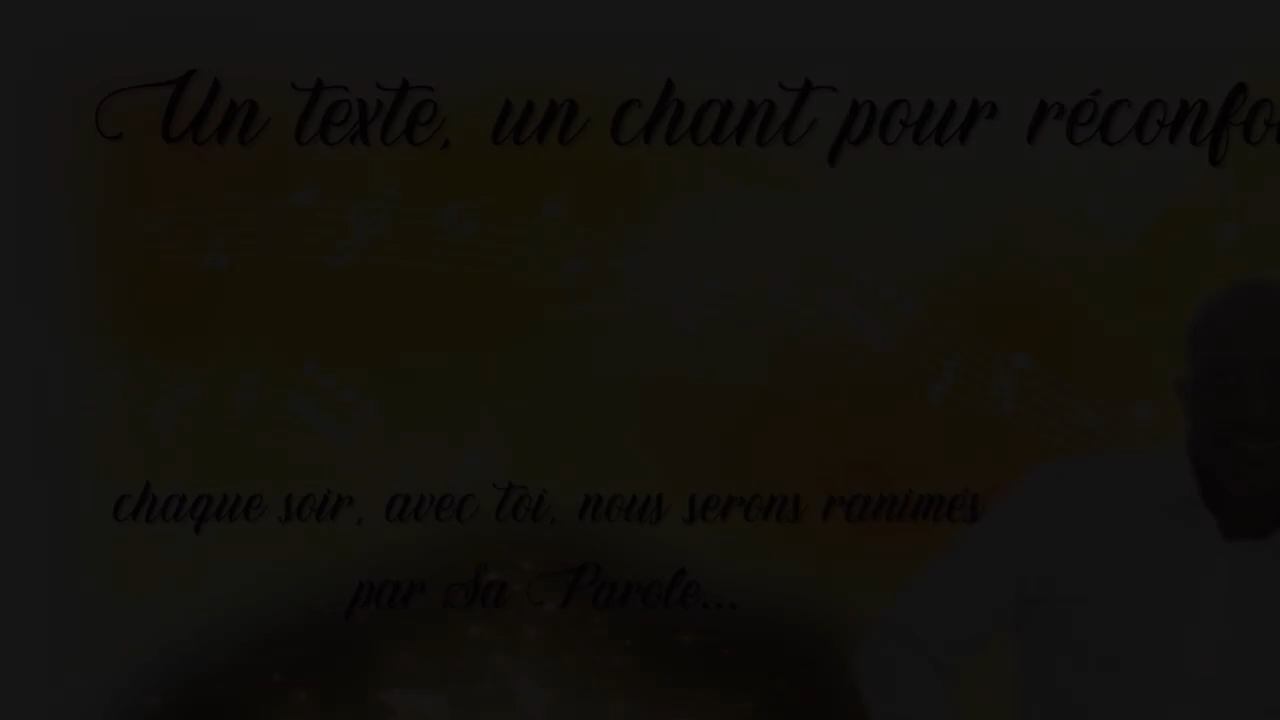 Un texte, un chant pour réconfo
chaque soir, avec toi, nous serons ranimés
par Sa Parole...